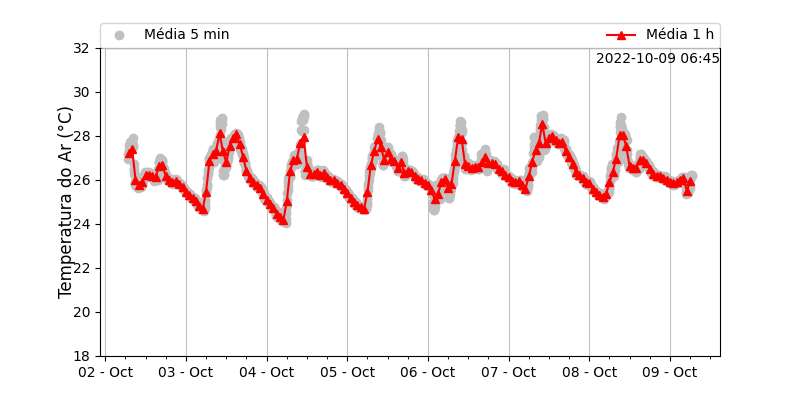 Média 5 min
Média 1 h
2022-10-09 06:45
Temperatura do Ar (°C)
32
30
28
26
24
22
20
18
02 - Oct
03 - Oct
04 - Oct
05 - Oct
06 - Oct
07 - Oct
08 - Oct
09 - Oct